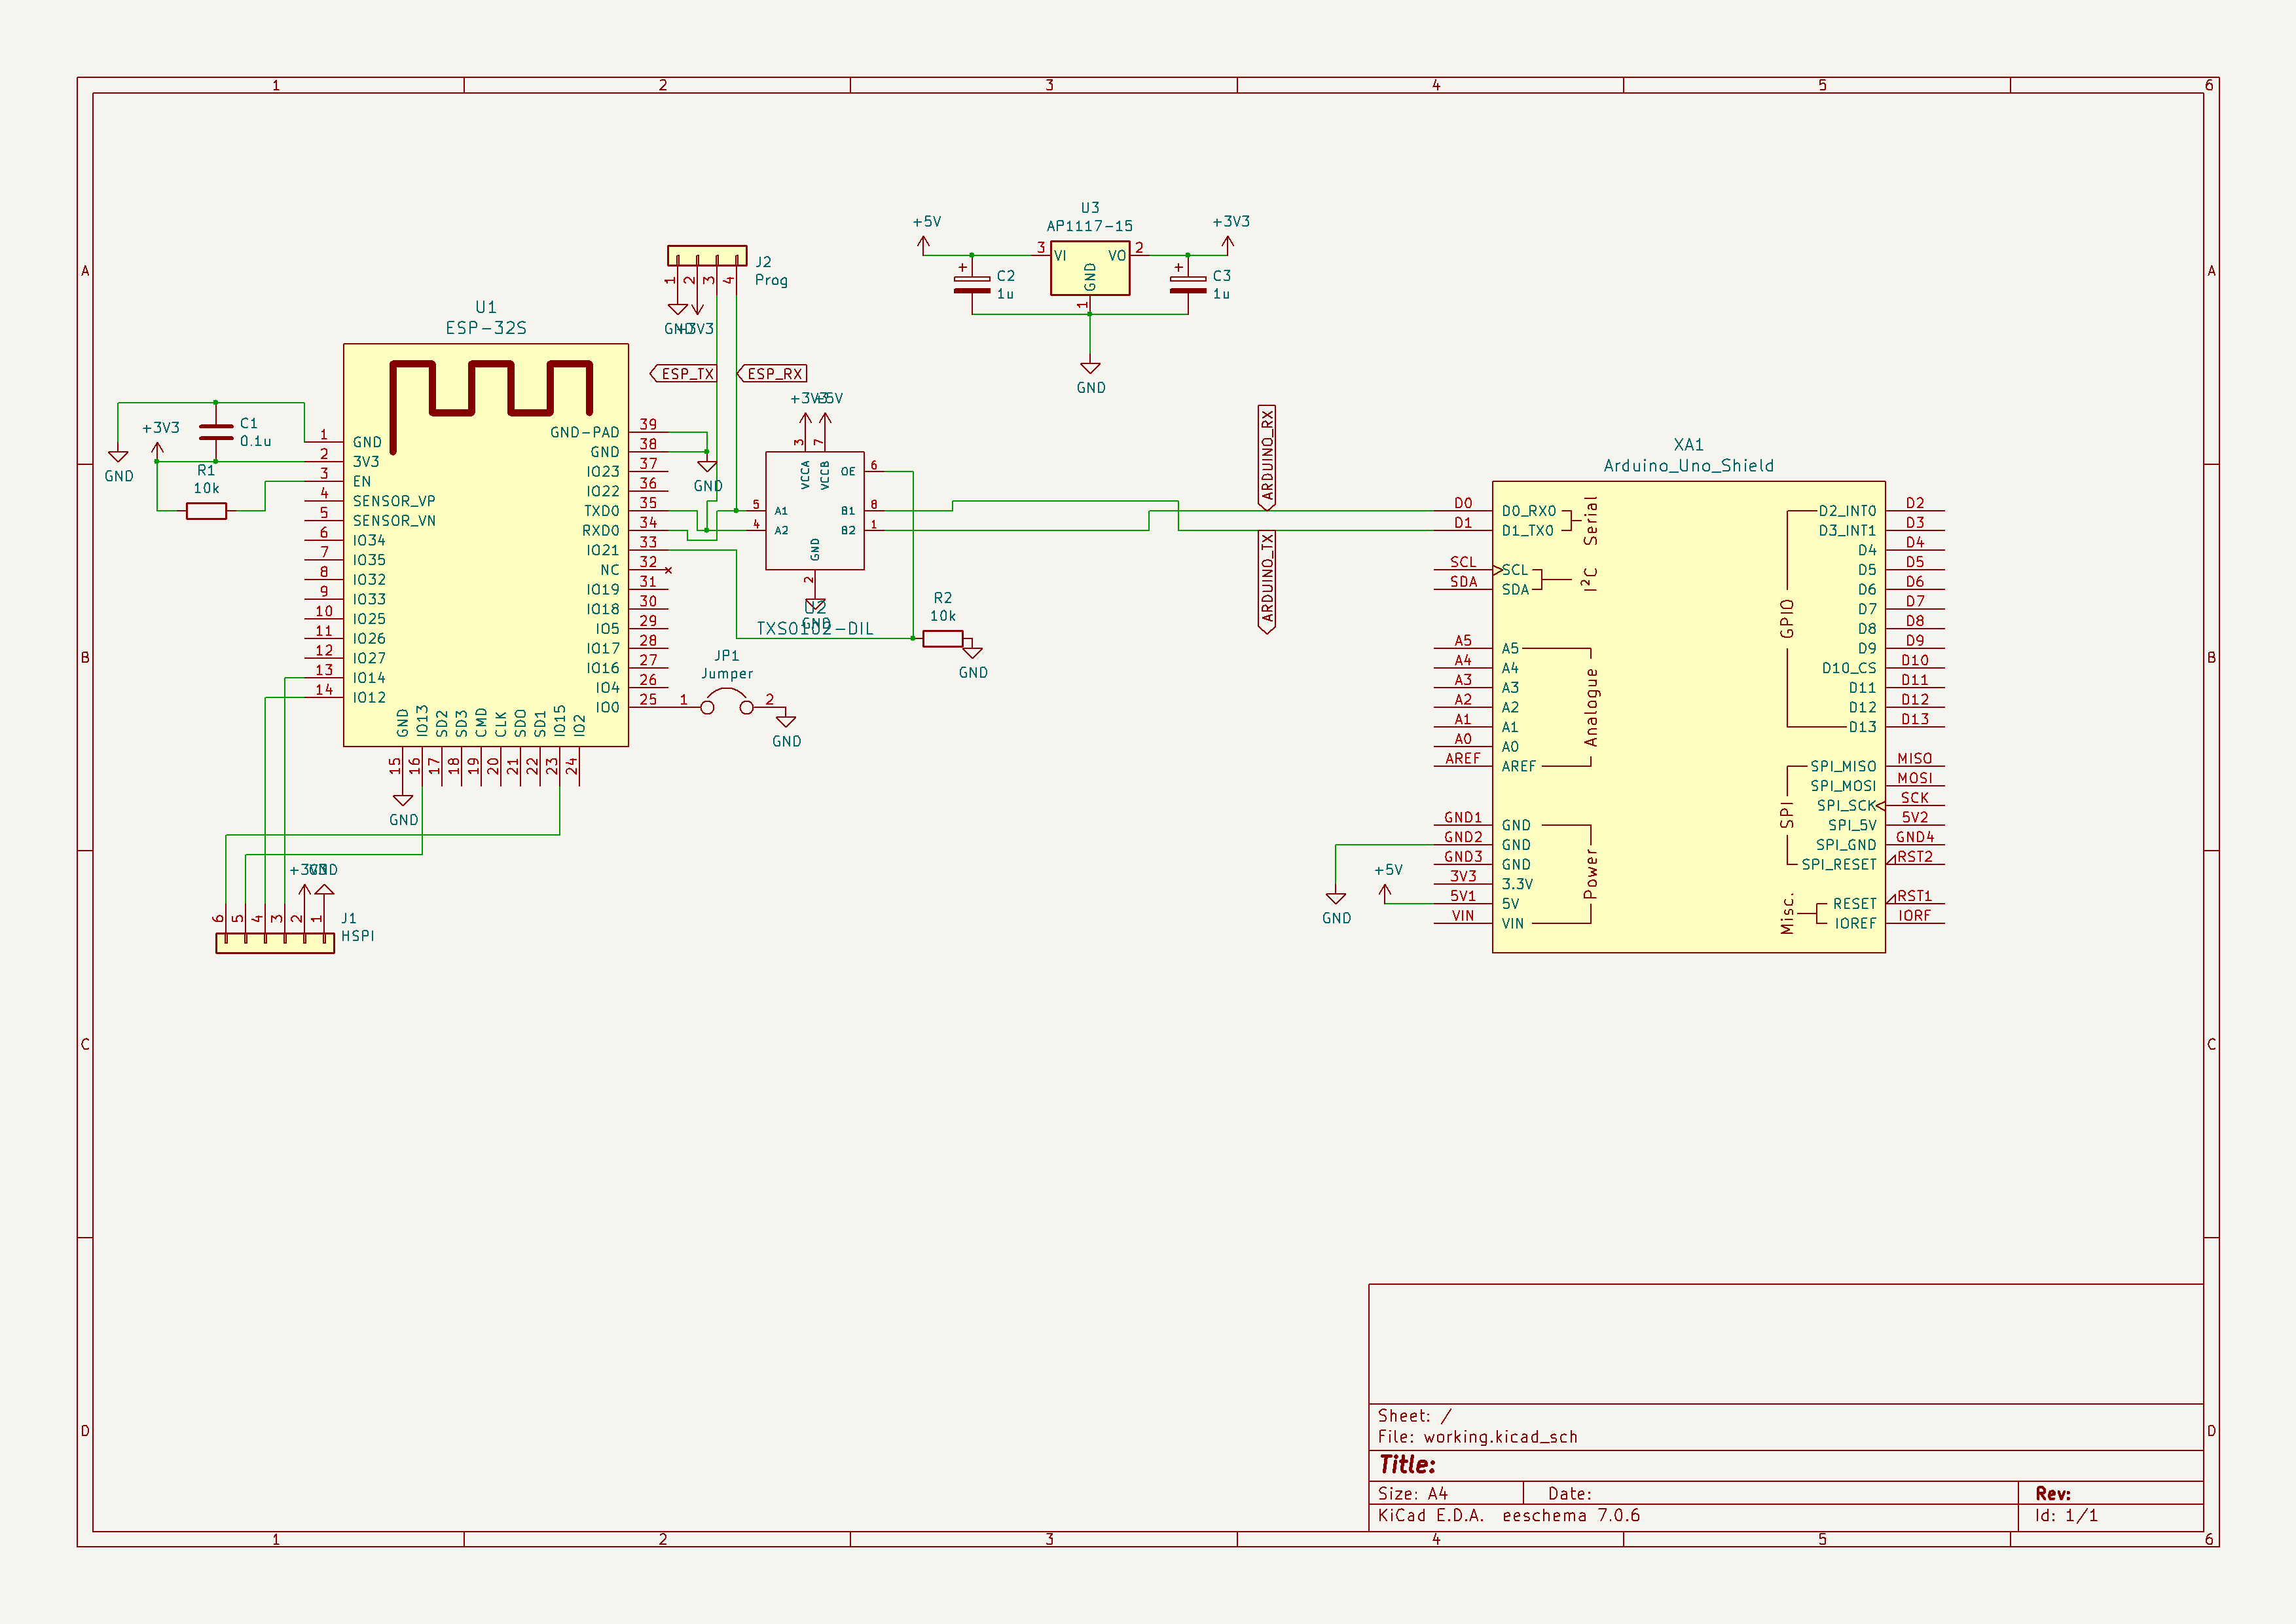 1 2 3 4 5 6
A A
B B
C C
D D
1 2 3 4 5 6
U1
ESP-32S
1 GND
2 3V3
3 EN
4 SENSOR_VP
5 SENSOR_VN
6 IO34
7 IO35
8 IO32
9 IO33
10 IO25
11 IO26
12 IO27
13 IO14
14 IO12
15 GND
16 IO13
17 SD2
18 SD3
19 CMD
20 CLK
21 SD0
22 SD1
23 IO15
24 IO2
GND-PAD 39
GND 38
IO23 37
IO22 36
TXD0 35
RXD0 34
IO21 33
NC 32
IO19 31
IO18 30
IO5 29
IO17 28
IO16 27
IO4 26
IO0 25
GND
+3V3
C1
0.1u
R1
10k
GND
GND
J2
Prog
1 2 3 4
GND
+3V3
ESP_TX
ESP_RX
+3V3
+5V
3 VCCA
7 VCCB
OE 6
5 A1
4 A2
B1 8
B2 1
GND 2
U2
GND
TXS0102-DIL
R2
10k
GND
JP1
Jumper
1 2
GND
6 5 4 3 2 1
+3V3
GND
J1
HSPI
+5V
U3
AP1117-15
3 VI
VO 2
GND 1
+3V3
+
C2
1u
+
C3
1u
GND
ARDUINO_RX
ARDUINO_TX
XA1
Arduino_Uno_Shield
D0 D0_RX0
D1 D1_TX0
Serial
SCL SCL
SDA SDA
I²C
A5 A5
A4 A4
A3 A3
A2 A2
A1 A1
A0 A0
AREF AREF
Analogue
GND1 GND
GND2 GND
GND3 GND
3V3 3.3V
5V1 5V
VIN VIN
Power
GND
+5V
D2_INT0 D2
D3_INT1 D3
D4 D4
D5 D5
D6 D6
D7 D7
D8 D8
D9 D9
D10_CS D10
D11 D11
D12 D12
D13 D13
GPIO
SPI_MISO MISO
SPI_MOSI MOSI
SPI_SCK SCK
SPI_5V 5V2
SPI_GND GND4
SPI_RESET RST2
SPI
RESET RST1
IOREF IORF
Misc.
Sheet: /
File: working.kicad_sch
Title:
Size: A4 Date: Rev:
KiCad E.D.A. eeschema 7.0.6 Id: 1/1